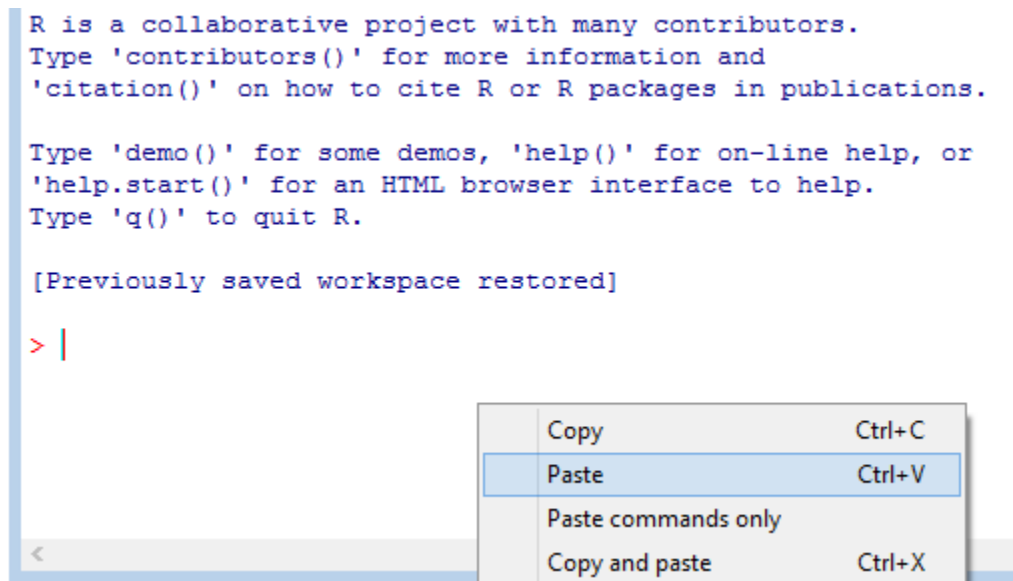 R is a collaborative project with many contributors.
Type 'contributors()' for more information and
'citation()' on how to cite R or R packages in publications.
Type 'demo()' for some demos, 'help()' for on-line help, or
'help.start()' for an HTML browser interface to help.
Type 'q()' to quit R.
[Previously saved workspace restored]
>
Copy Ctrl+C
Paste Ctrl+V
Paste commands only
Copy and paste Ctrl+X